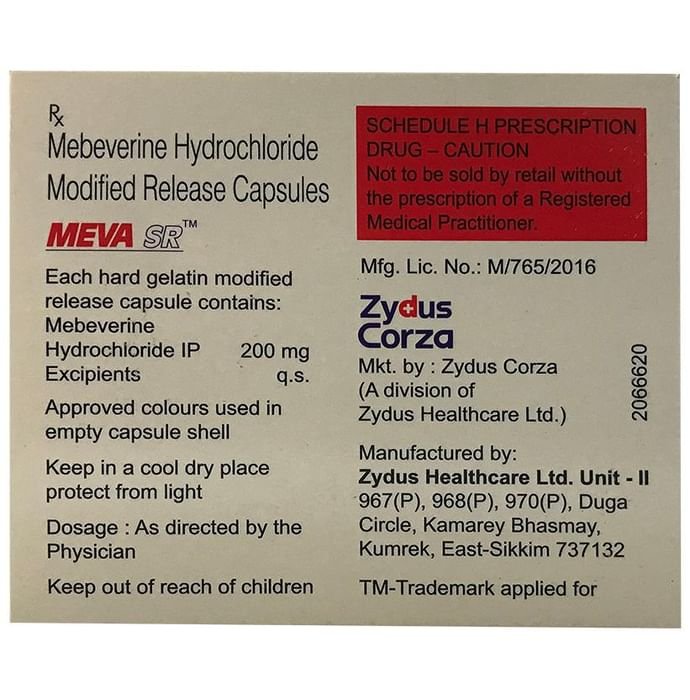 Rx
Mebeverine Hydrochloride
Modified Release Capsules
MEVA SR™
Each hard gelatin modified
release capsule contains:
Mebeverine
Hydrochloride IP 200 mg
Excipients q.s.
Approved colours used in
empty capsule shell
Keep in a cool dry place
protect from light
Dosage : As directed by the
Physician
Keep out of reach of children
SCHEDULE H PRESCRIPTION
DRUG – CAUTION
Not to be sold by retail without
the prescription of a Registered
Medical Practitioner.
Mfg. Lic. No.: M/765/2016
Zydus
Corza
Mkt. by : Zydus Corza
(A division of
Zydus Healthcare Ltd.)
2066620
Manufactured by:
Zydus Healthcare Ltd. Unit - II
967(P), 968(P), 970(P), Duga
Circle, Kamarey Bhasmay,
Kumrek, East-Sikkim 737132
TM-Trademark applied for